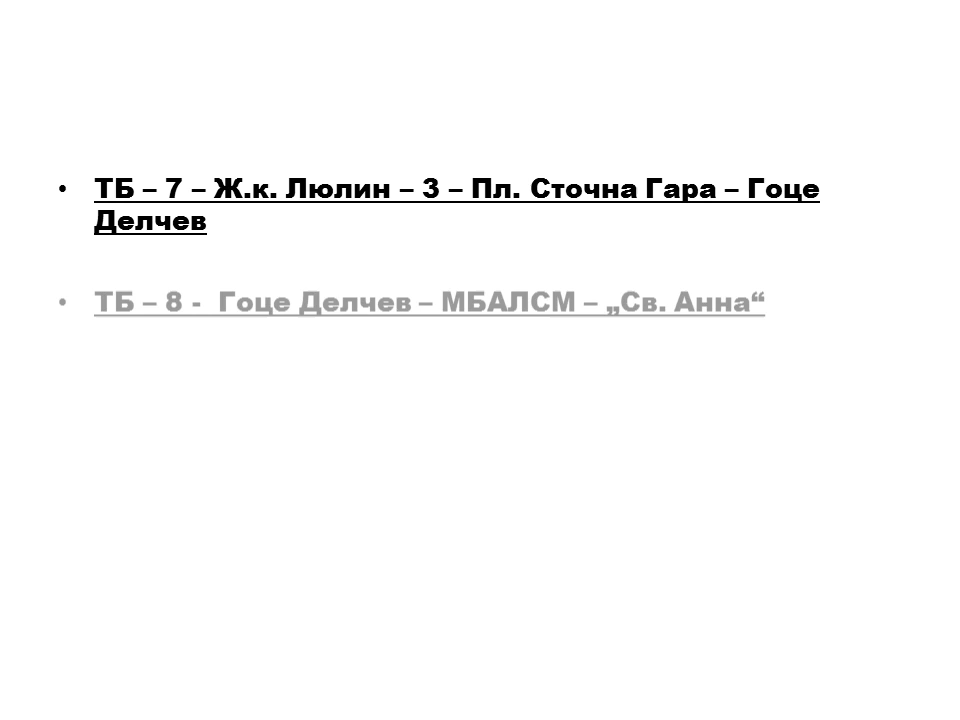 • ТБ – 7 – Ж.к. Люлин – 3 – Пл. Сточна Гара – Гоце
Делчев
• ТБ – 8 -  Гоце Делчев – МБАЛСМ – „Св. Анна“